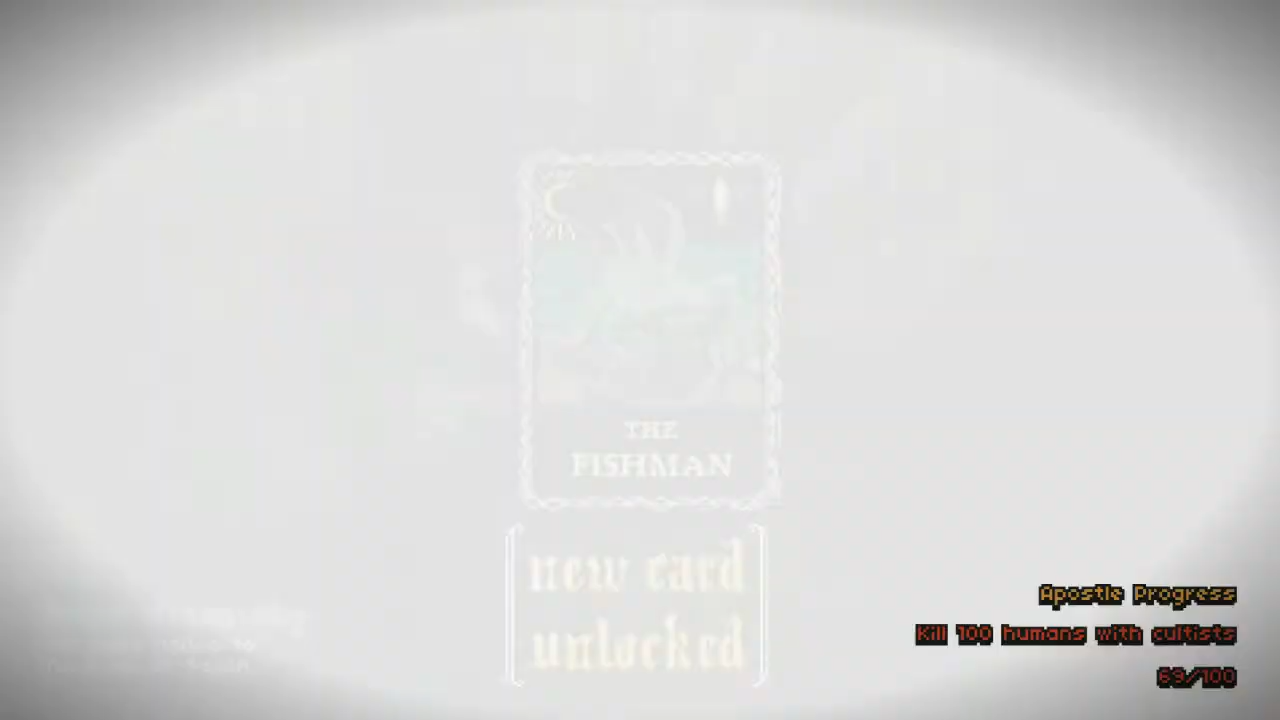 THE
FISHMAN
new card
unlocked
Apostle Progress
Kill 100 humans with cultists
69/100